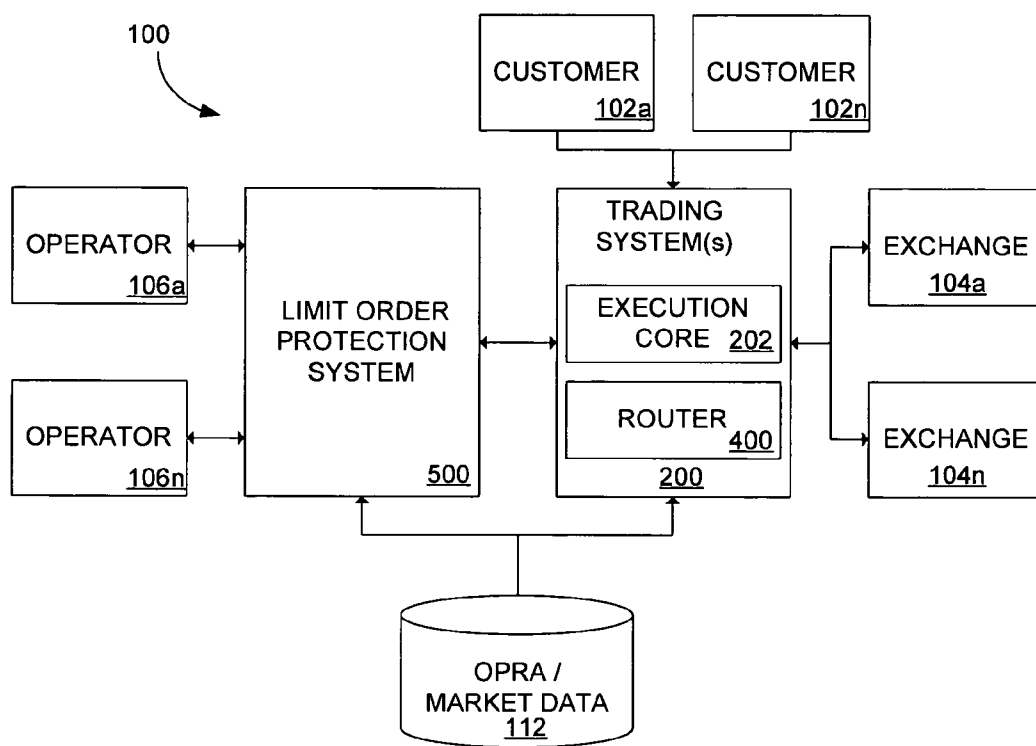 100
CUSTOMER
102a
CUSTOMER
102n
OPERATOR
106a
OPERATOR
106n
LIMIT ORDER
PROTECTION
SYSTEM
500
TRADING
SYSTEM(s)
EXECUTION
CORE 202
ROUTER
400
200
EXCHANGE
104a
EXCHANGE
104n
OPRA /
MARKET DATA
112